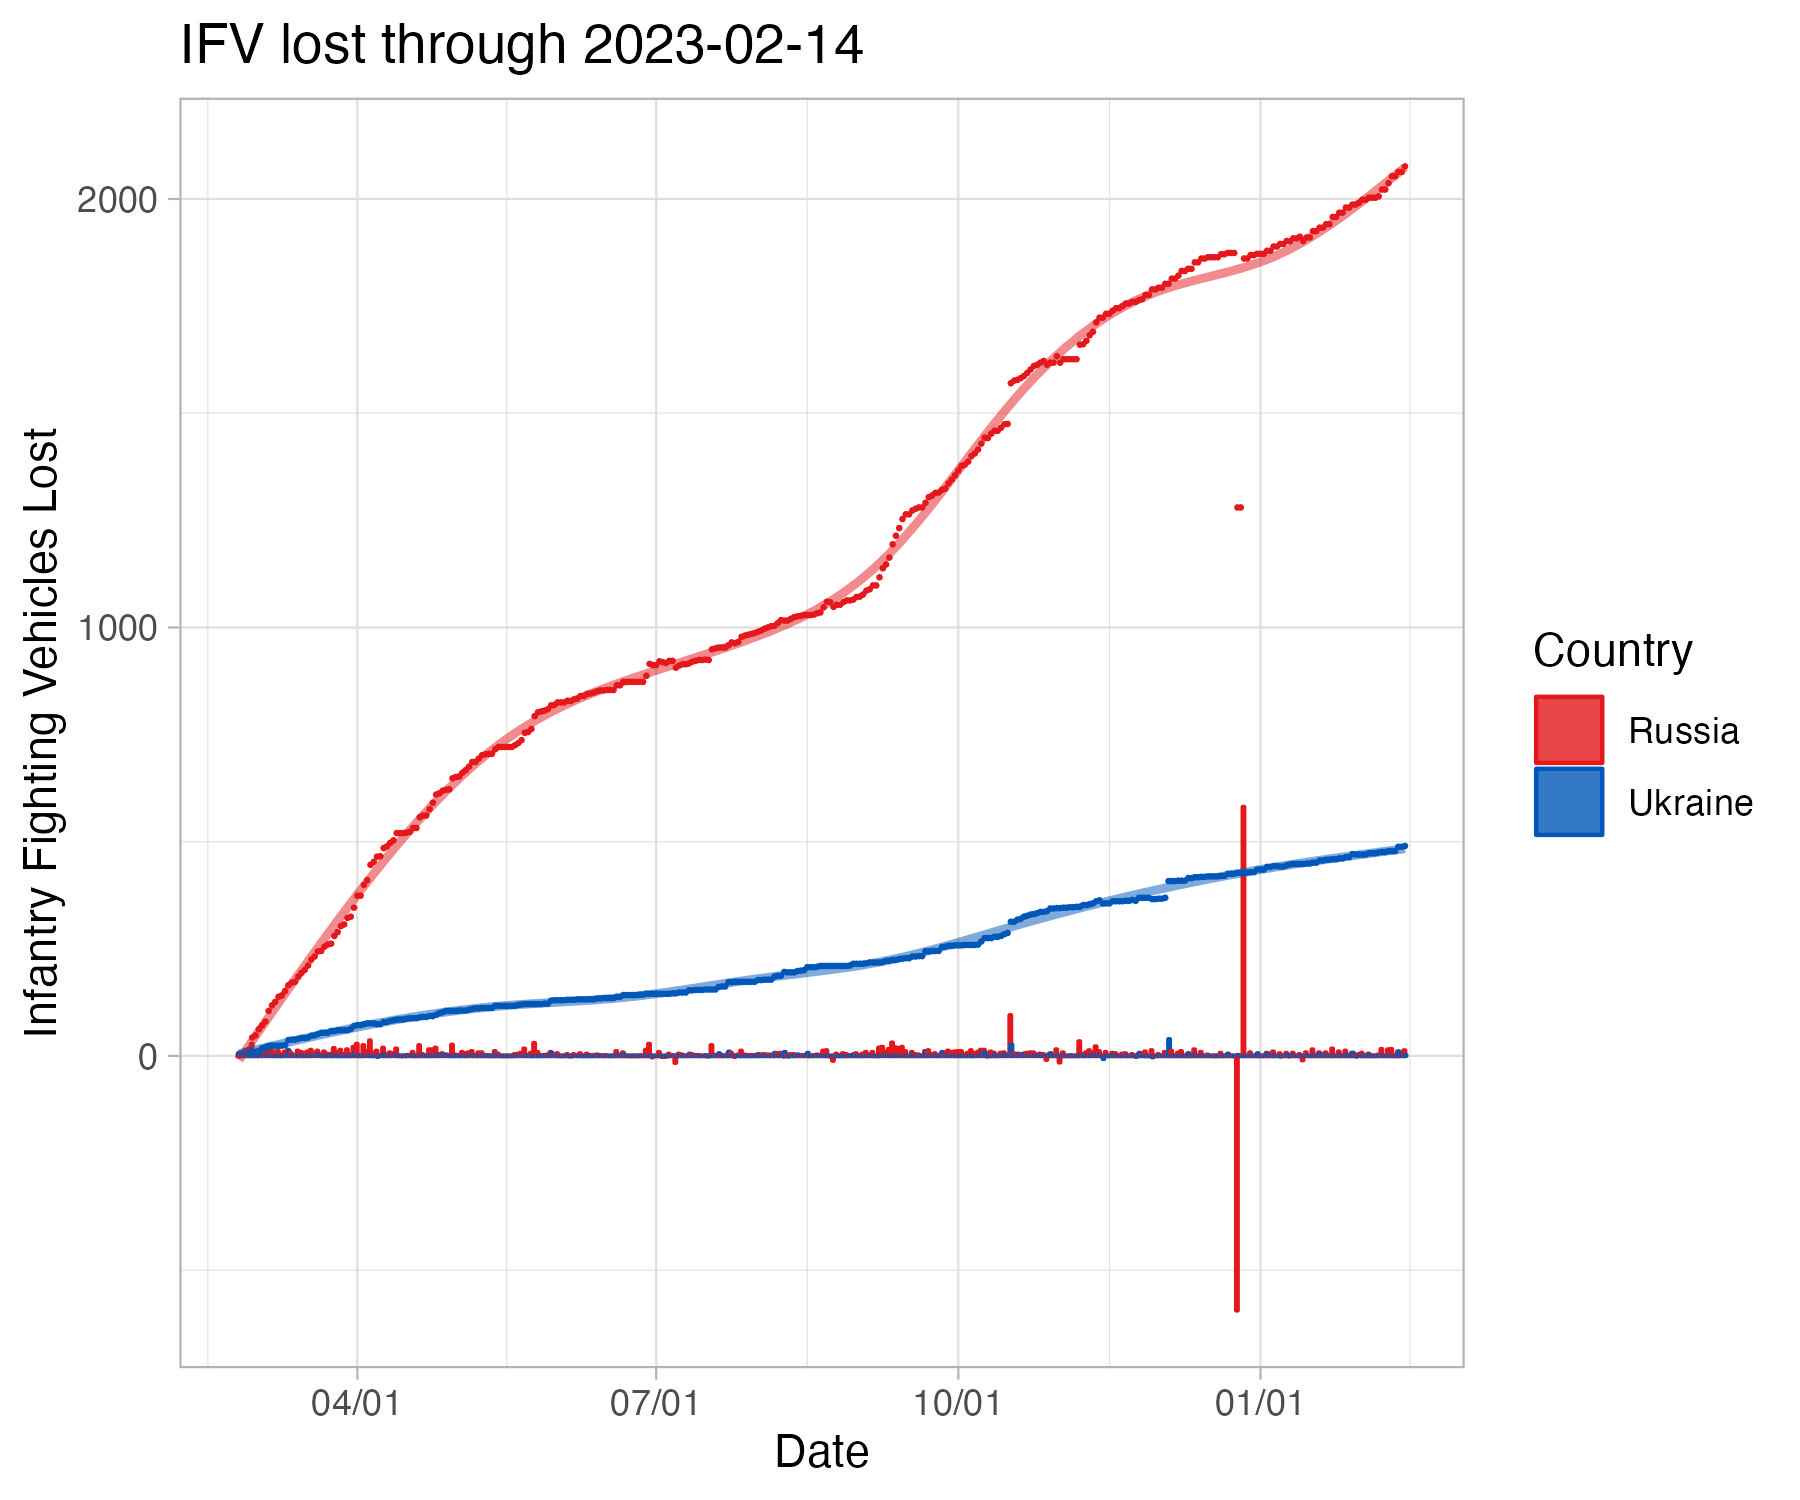 IFV lost through 2023-02-14
Infantry Fighting Vehicles Lost
2000
1000
0
04/01
07/01
10/01
01/01
Date
Country
Russia
Ukraine